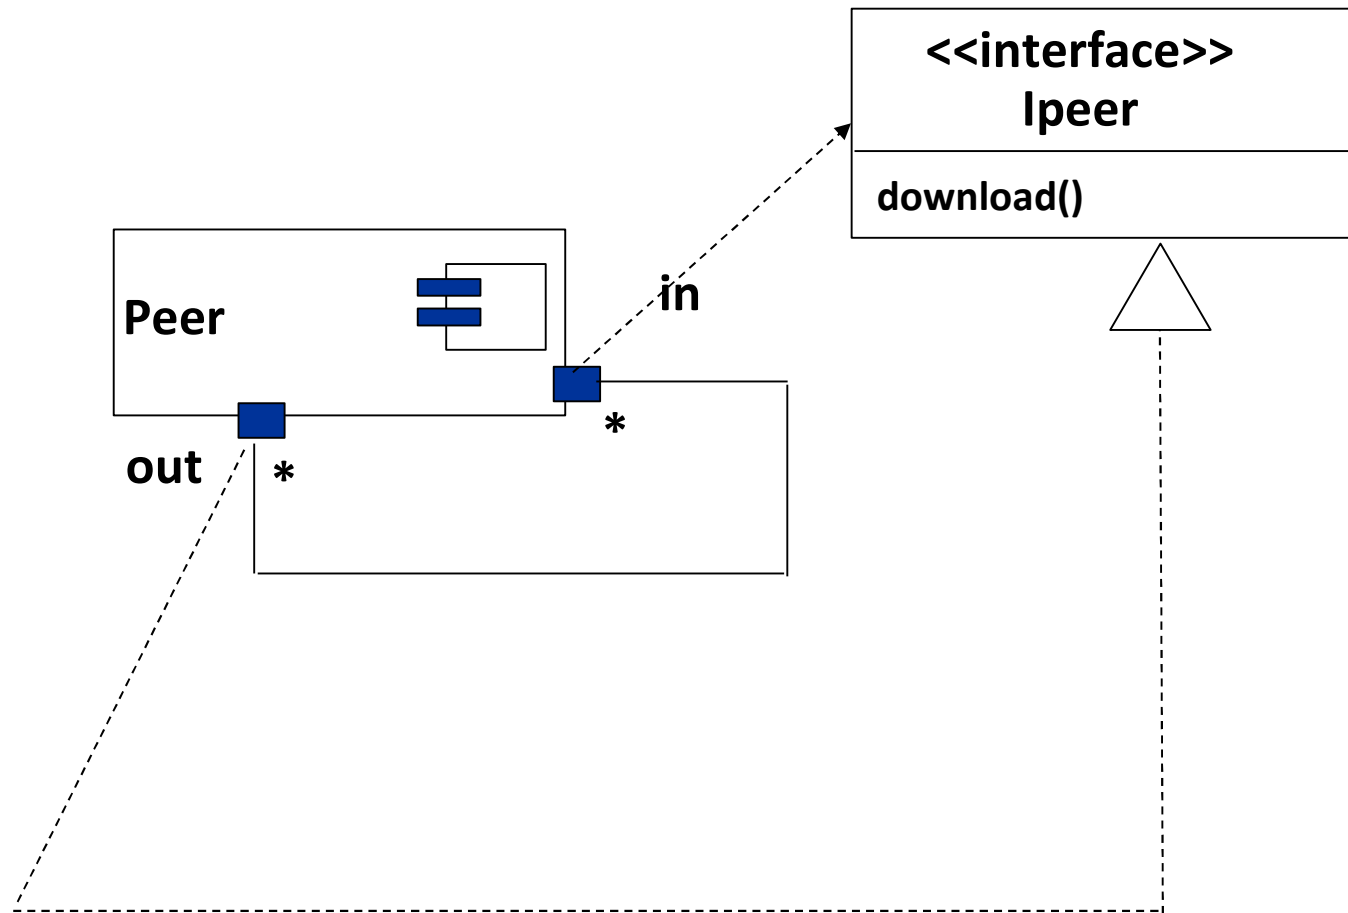 <<interface>>
Ipeer
download()
Peer
in
*
out
*